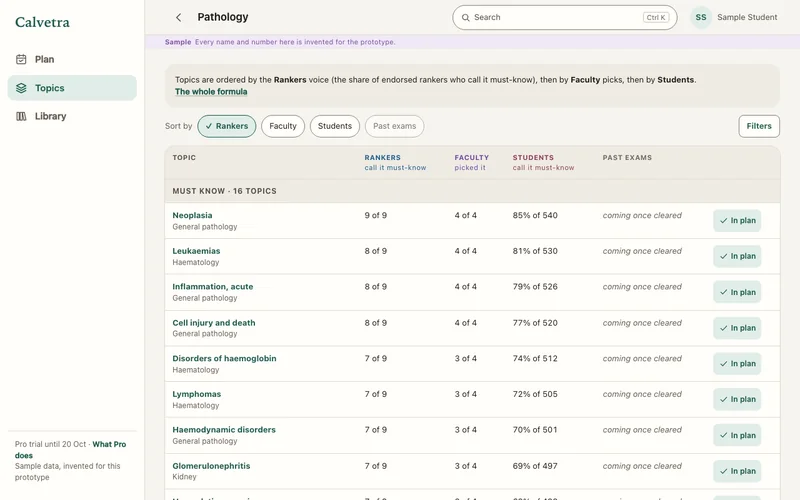 Calvetra
Pathology
Search
Ctrl K
SS
Sample Student
Sample Every name and number here is invented for the prototype.
Plan
Topics
Library
Topics are ordered by the Rankers voice (the share of endorsed rankers who call it must-know), then by Faculty picks, then by Students.
The whole formula
Sort by
Rankers
Faculty
Students
Past exams
Filters
TOPIC RANKERS FACULTY STUDENTS PAST EXAMS
call it must-know picked it call it must-know
MUST KNOW · 16 TOPICS
Neoplasia 9 of 9 4 of 4 85% of 540 coming once cleared In plan
General pathology
Leukaemias 8 of 9 4 of 4 81% of 530 coming once cleared In plan
Haematology
Inflammation, acute 8 of 9 4 of 4 79% of 526 coming once cleared In plan
General pathology
Cell injury and death 8 of 9 4 of 4 77% of 520 coming once cleared In plan
General pathology
Disorders of haemoglobin 7 of 9 3 of 4 74% of 512 coming once cleared In plan
Haematology
Lymphomas 7 of 9 3 of 4 72% of 505 coming once cleared In plan
Haematology
Haemodynamic disorders 7 of 9 3 of 4 70% of 501 coming once cleared In plan
General pathology
Glomerulonephritis 7 of 9 3 of 4 69% of 497 coming once cleared In plan
Kidney
Pro trial until 20 Oct · What Pro
does
Sample data, invented for this
prototype